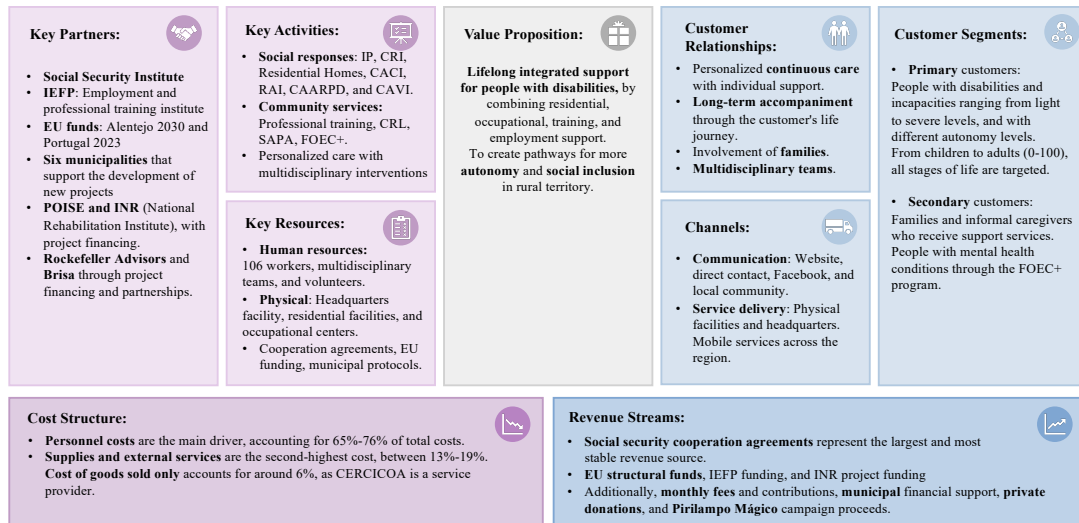 Key Partners:
• Social Security Institute
• IEFP: Employment and
professional training institute
• EU funds: Alentejo 2030 and
Portugal 2023
• Six municipalities that
support the development of
new projects
• POISE and INR (National
Rehabilitation Institute), with
project financing.
• Rockefeller Advisors and
Brisa through project
financing and partnerships.
Key Activities:
• Social responses: IP, CRI,
Residential Homes, CACI,
RAI, CAARPD, and CAVI.
• Community services:
Professional training, CRL,
SAPA, FOEC+.
• Personalized care with
multidisciplinary interventions
Key Resources:
• Human resources:
106 workers, multidisciplinary
teams, and volunteers.
• Physical: Headquarters
facility, residential facilities, and
occupational centers.
• Cooperation agreements, EU
funding, municipal protocols.
Value Proposition:
Lifelong integrated support
for people with disabilities, by
combining residential,
occupational, training, and
employment support.
To create pathways for more
autonomy and social inclusion
in rural territory.
Customer
Relationships:
• Personalized continuous care
with individual support.
• Long-term accompaniment
through the customer's life
journey.
• Involvement of families.
• Multidisciplinary teams.
Channels:
• Communication: Website,
direct contact, Facebook, and
local community.
• Service delivery: Physical
facilities and headquarters.
Mobile services across the
region.
Customer Segments:
• Primary customers:
People with disabilities and
incapacities ranging from light
to severe levels, and with
different autonomy levels.
From children to adults (0-100),
all stages of life are targeted.
• Secondary customers:
Families and informal caregivers
who receive support services.
People with mental health
conditions through the FOEC+
program.
Cost Structure:
• Personnel costs are the main driver, accounting for 65%-76% of total costs.
• Supplies and external services are the second-highest cost, between 13%-19%.
Cost of goods sold only accounts for around 6%, as CERCICOA is a service
provider.
Revenue Streams:
• Social security cooperation agreements represent the largest and most
stable revenue source.
• EU structural funds, IEFP funding, and INR project funding
• Additionally, monthly fees and contributions, municipal financial support, private
donations, and Pirilampo Mágico campaign proceeds.